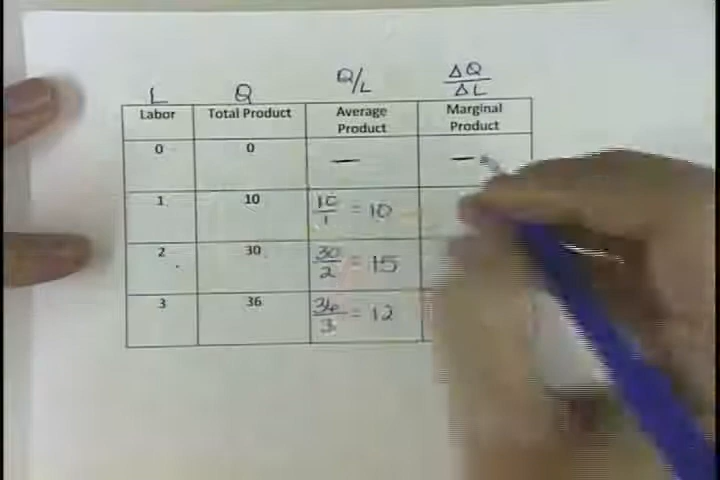 L Q Q/L ΔQ/ΔL
Labor Total Product Average Product Marginal Product
0 0 — —
1 10 10/1 = 10
2 30 30/2 = 15
3 36 36/3 = 12